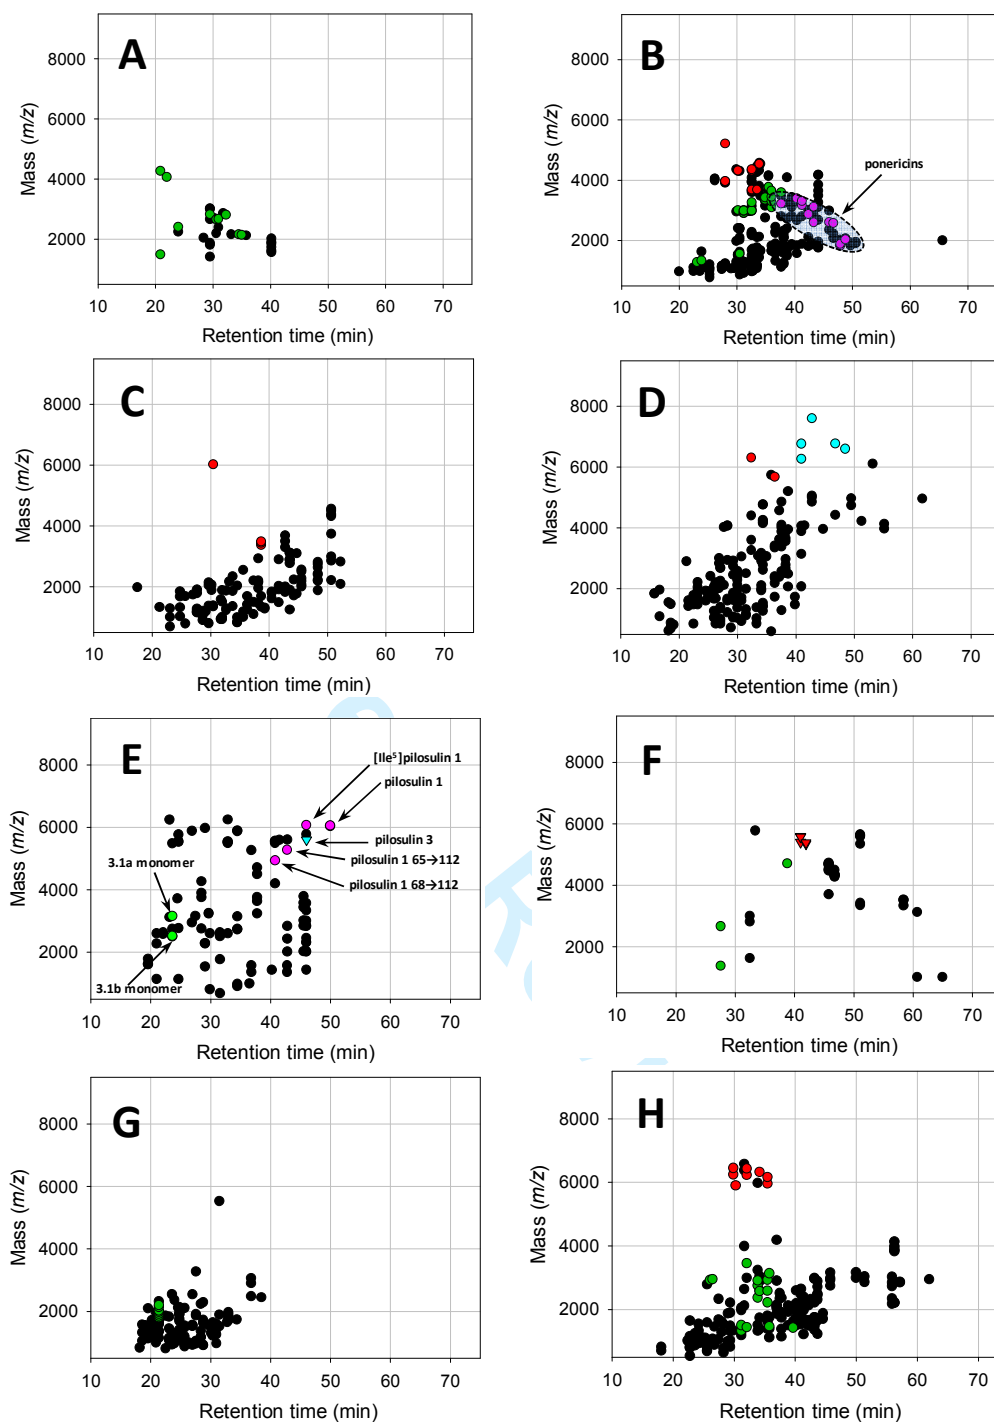 A
8000
6000
4000
2000
Mass (m/z)
10 20 30 40 50 60 70
Retention time (min)
B
8000
6000
4000
2000
Mass (m/z)
ponericins
10 20 30 40 50 60 70
Retention time (min)
C
8000
6000
4000
2000
Mass (m/z)
10 20 30 40 50 60 70
Retention time (min)
D
8000
6000
4000
2000
Mass (m/z)
10 20 30 40 50 60 70
Retention time (min)
E
8000
6000
4000
2000
Mass (m/z)
[Ile⁵]pilosulin 1
pilosulin 1
pilosulin 3
pilosulin 1 65→112
pilosulin 1 68→112
3.1a monomer
3.1b monomer
10 20 30 40 50 60 70
Retention time (min)
F
8000
6000
4000
2000
Mass (m/z)
10 20 30 40 50 60 70
Retention time (min)
G
8000
6000
4000
2000
Mass (m/z)
10 20 30 40 50 60 70
Retention time (min)
H
8000
6000
4000
2000
Mass (m/z)
10 20 30 40 50 60 70
Retention time (min)